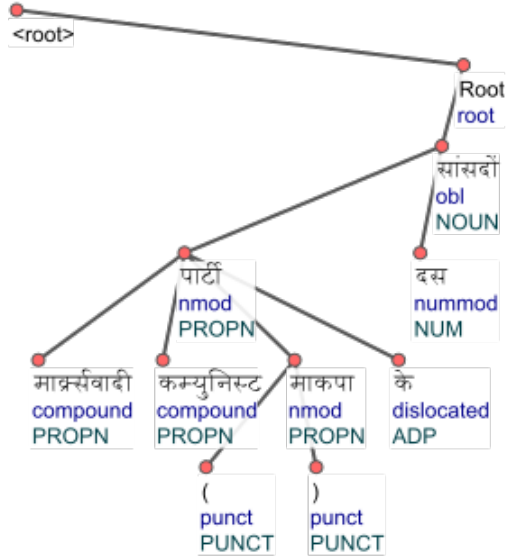 <root>
Root
root
सांसदों
obl
NOUN
पार्टी
nmod
PROPN
दस
nummod
NUM
मार्क्र्सवादी
compound
PROPN
कम्युनिस्ट
compound
PROPN
माकपा
nmod
PROPN
के
dislocated
ADP
(
punct
PUNCT
)
punct
PUNCT